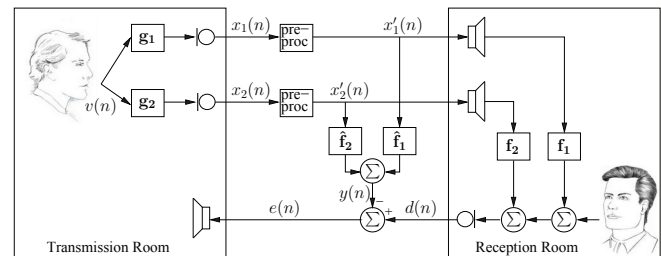 x₁(n)
x′₁(n)
g₁
pre-
proc
v(n)
x₂(n)
x′₂(n)
g₂
pre-
proc
f̂₂
f̂₁
f₂
f₁
Σ
y(n)
−
e(n)
Σ
+
d(n)
Σ
Σ
Transmission Room
Reception Room